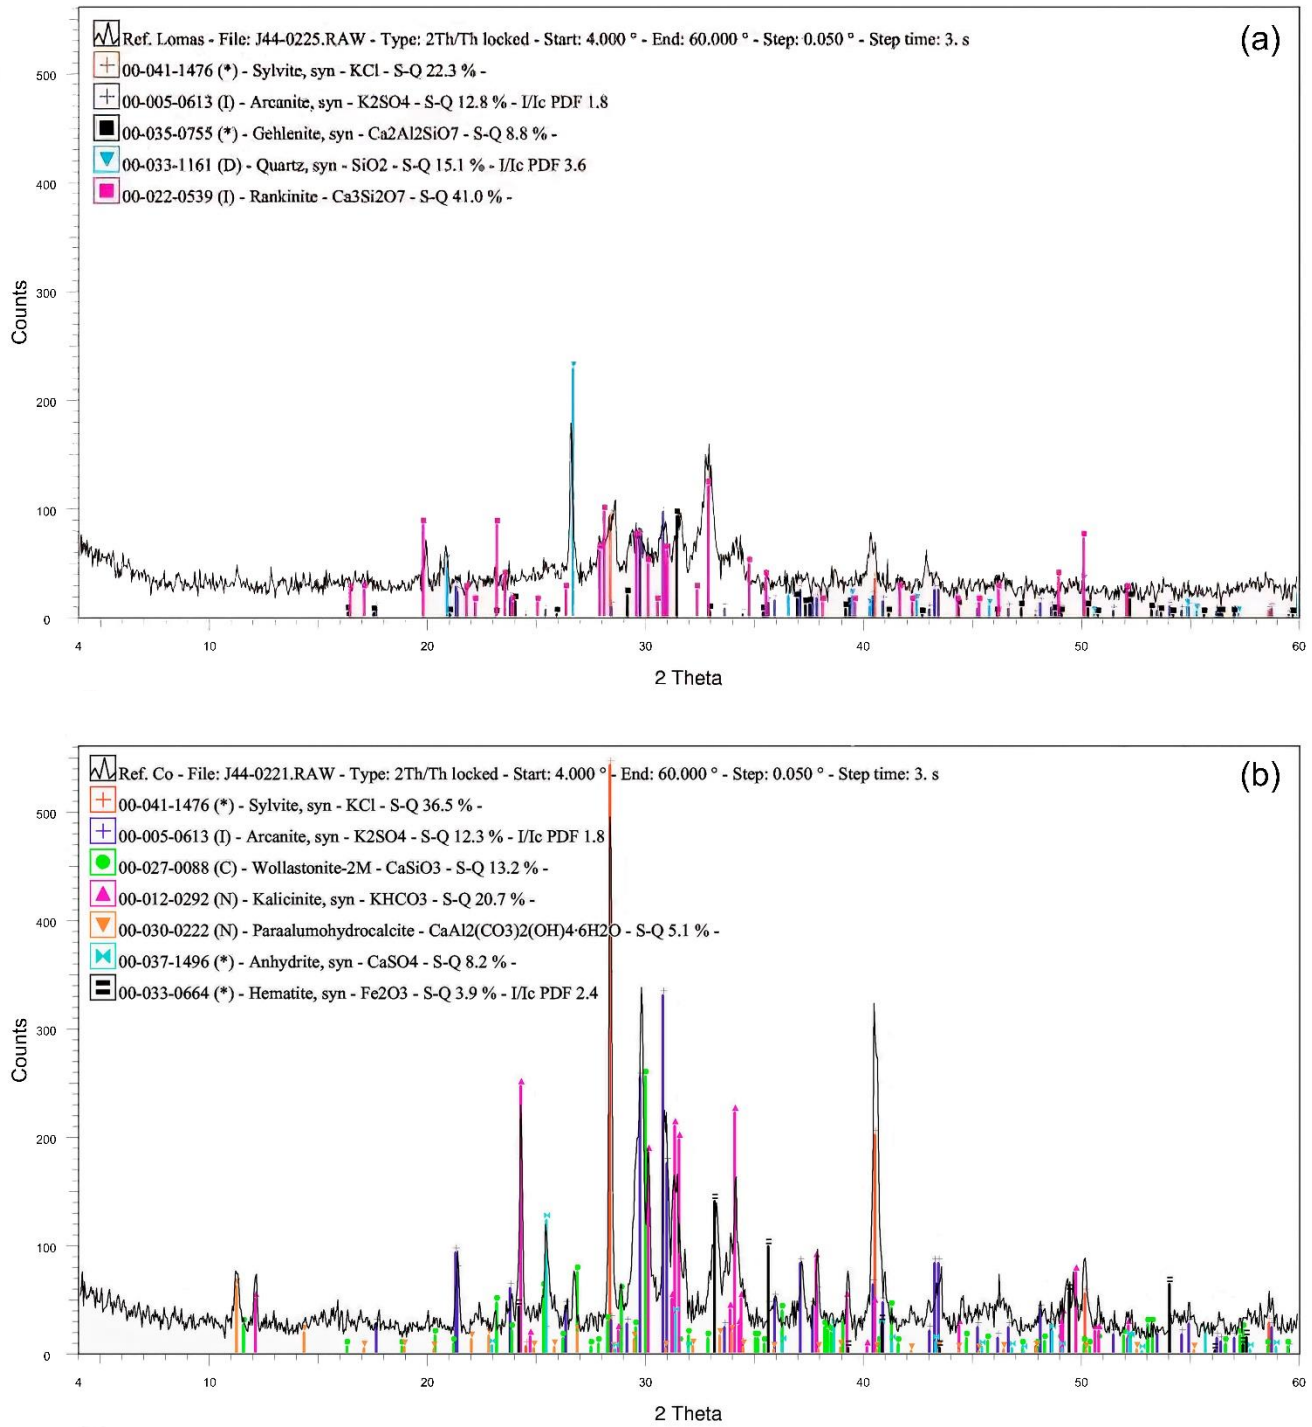 (a)
Ref. Lomas - File: J44-0225.RAW - Type: 2Th/Th locked - Start: 4.000 ° - End: 60.000 ° - Step: 0.050 ° - Step time: 3. s
00-041-1476 (*) - Sylvite, syn - KCl - S-Q 22.3 % -
00-005-0613 (I) - Arcanite, syn - K2SO4 - S-Q 12.8 % - I/Ic PDF 1.8
00-035-0755 (*) - Gehlenite, syn - Ca2Al2SiO7 - S-Q 8.8 % -
00-033-1161 (D) - Quartz, syn - SiO2 - S-Q 15.1 % - I/Ic PDF 3.6
00-022-0539 (I) - Rankinite - Ca3Si2O7 - S-Q 41.0 % -
500
400
300
200
100
0
Counts
4 10 20 30 40 50 60
2 Theta
(b)
Ref. Co - File: J44-0221.RAW - Type: 2Th/Th locked - Start: 4.000 ° - End: 60.000 ° - Step: 0.050 ° - Step time: 3. s
00-041-1476 (*) - Sylvite, syn - KCl - S-Q 36.5 % -
00-005-0613 (I) - Arcanite, syn - K2SO4 - S-Q 12.3 % - I/Ic PDF 1.8
00-027-0088 (C) - Wollastonite-2M - CaSiO3 - S-Q 13.2 % -
00-012-0292 (N) - Kalicinite, syn - KHCO3 - S-Q 20.7 % -
00-030-0222 (N) - Paraalumohydrocalcite - CaAl2(CO3)2(OH)4·6H2O - S-Q 5.1 % -
00-037-1496 (*) - Anhydrite, syn - CaSO4 - S-Q 8.2 % -
00-033-0664 (*) - Hematite, syn - Fe2O3 - S-Q 3.9 % - I/Ic PDF 2.4
500
400
300
200
100
0
Counts
4 10 20 30 40 50 60
2 Theta